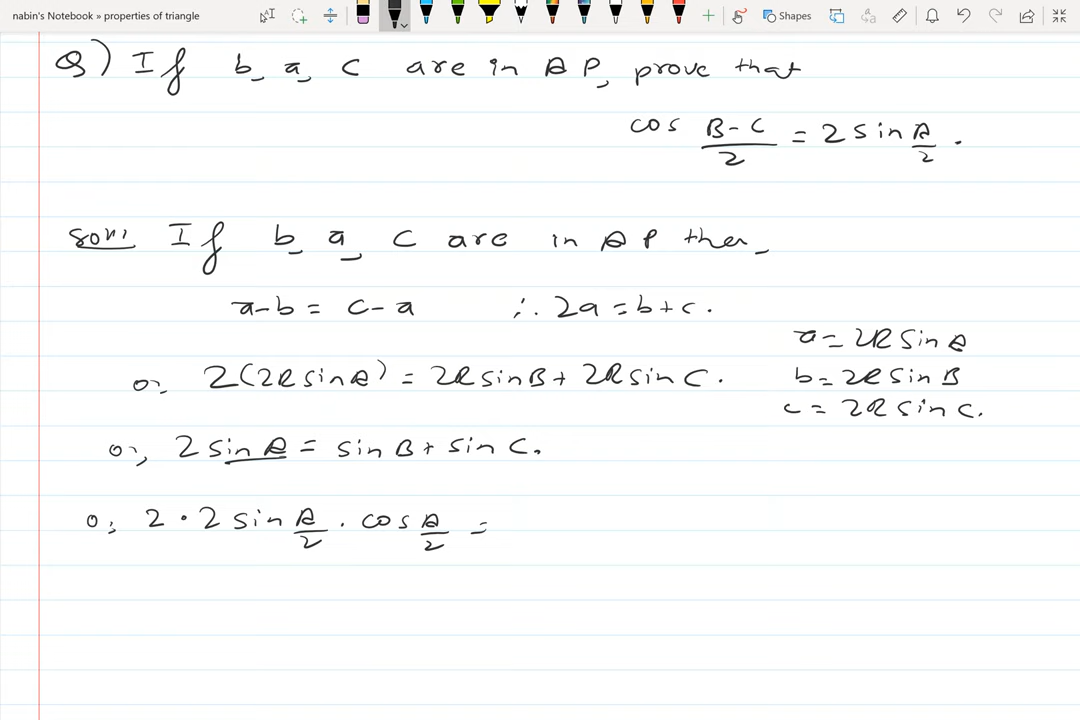 nabin's Notebook » properties of triangle
Shapes
Q) If b, a, c are in AP, prove that
cos B-C/2 = 2 sin A/2.
Son: If b, a, c are in AP then,
a-b = c-a ∴ 2a = b+c.
a = 2R sin A
or, 2(2R sin A) = 2R sin B + 2R sin C.
b = 2R sin B
c = 2R sin C.
or, 2 sin A = sin B + sin C.
or, 2 · 2 sin A/2 . cos A/2 =